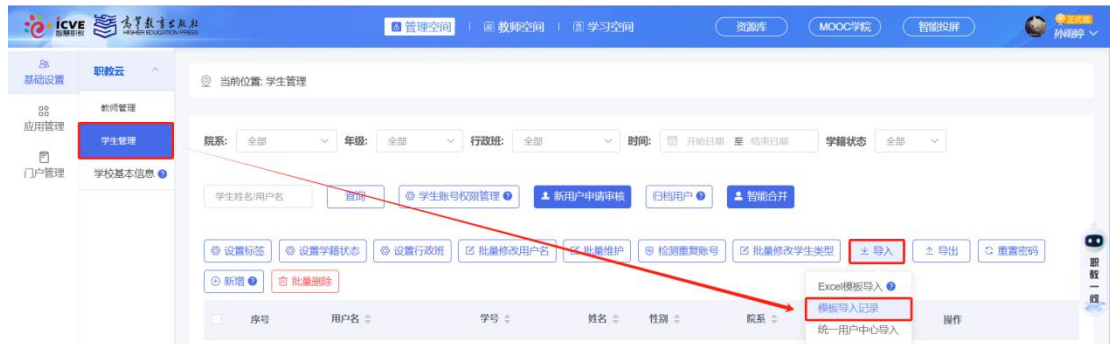 icve 智慧职教 高等教育出版社 HIGHER EDUCATION PRESS 管理空间 教师空间 学习空间 资源库 MOOC学院 智能投屏 正式版
基础设置 职教云 当前位置: 学生管理
应用管理 教师管理
学生管理 院系: 全部 年级: 全部 行政班: 全部 时间: 开始日期 至 结束日期 学籍状态 全部
门户管理 学校基本信息
学生姓名/用户名 查询 学生账号权限管理 新用户申请审核 归档用户 智能合并
设置标签 设置学籍状态 设置行政班 批量修改用户名 批量维护 检测重复账号 批量修改学生类型 导入 导出 重置密码
新增 批量删除 Excel模板导入
模板导入记录
序号 用户名 学号 姓名 性别 院系 操作
统一用户中心导入
职教一问